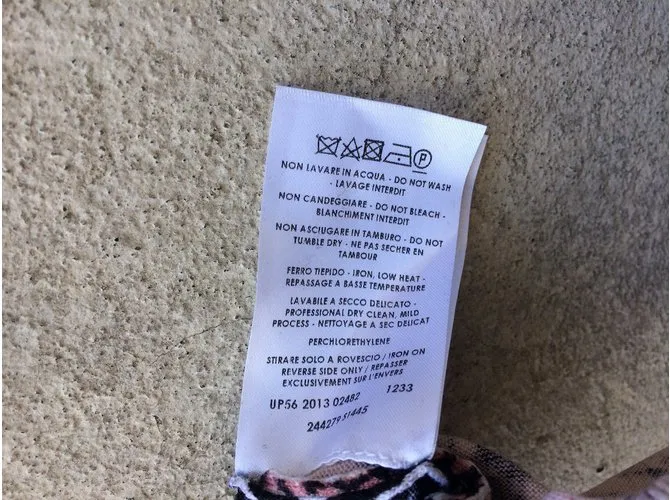 P
NON LAVARE IN ACQUA - DO NOT WASH
- LAVAGE INTERDIT
NON CANDEGGIARE - DO NOT BLEACH -
BLANCHIMENT INTERDIT
NON ASCIUGARE IN TAMBURO - DO NOT
TUMBLE DRY - NE PAS SECHER EN
TAMBOUR
FERRO TIEPIDO - IRON, LOW HEAT -
REPASSAGE A BASSE TEMPERATURE
LAVABILE A SECCO DELICATO -
PROFESSIONAL DRY CLEAN, MILD
PROCESS - NETTOYAGE A SEC DELICAT
PERCHLORETHYLENE
STIRARE SOLO A ROVESCIO / IRON ON
REVERSE SIDE ONLY / REPASSER
EXCLUSIVEMENT SUR L'ENVERS
1233
UP56 2013 02482
24427951445